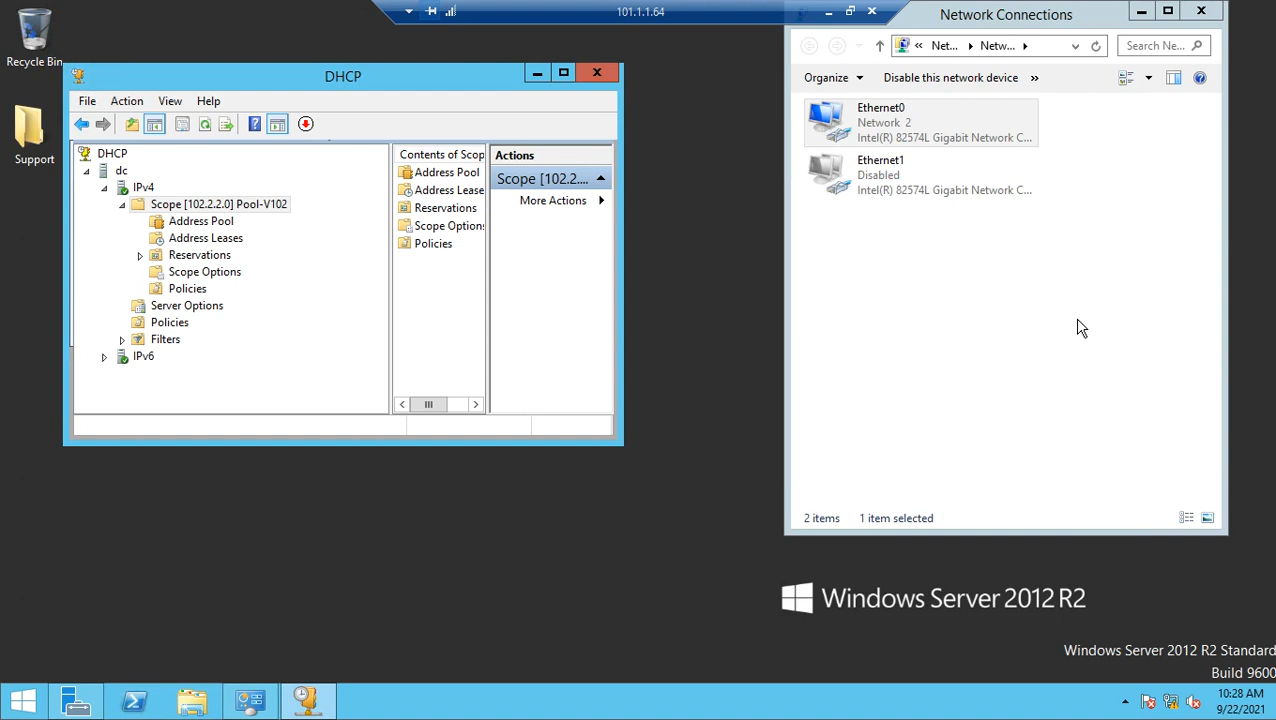 101.1.1.64
Recycle Bin
Support
DHCP
File Action View Help
DHCP
dc
IPv4
Scope [102.2.2.0] Pool-V102
Address Pool
Address Leases
Reservations
Scope Options
Policies
Server Options
Policies
Filters
IPv6
Contents of Scop
Address Pool
Address Lease
Reservations
Scope Option
Policies
Actions
Scope [102.2....
More Actions
Network Connections
« Net... Netw... Search Ne...
Organize Disable this network device »
Ethernet0
Network 2
Intel(R) 82574L Gigabit Network C...
Ethernet1
Disabled
Intel(R) 82574L Gigabit Network C...
2 items 1 item selected
Windows Server 2012 R2
Windows Server 2012 R2 Standard
Build 9600
10:28 AM
9/22/2021